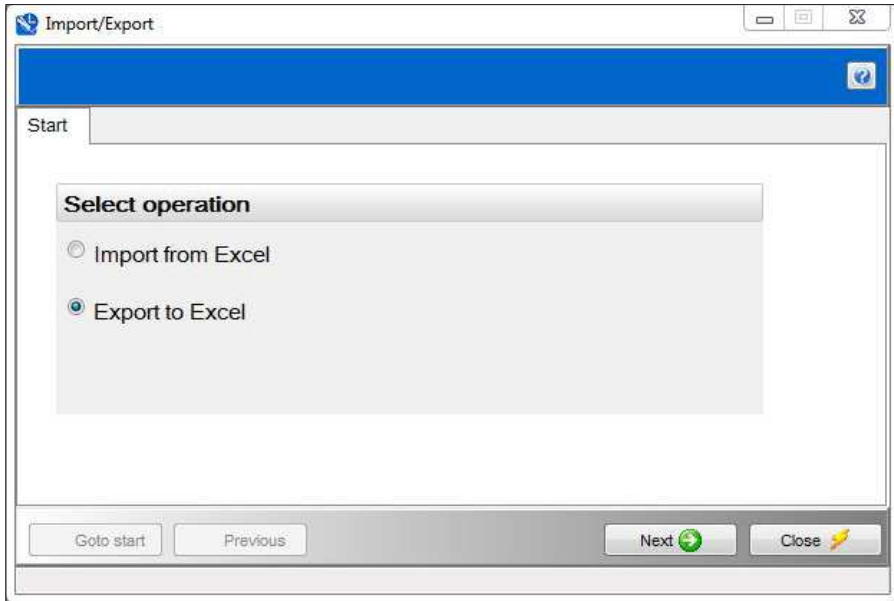 Import/Export
Start
Select operation
Import from Excel
Export to Excel
Goto start
Previous
Next
Close